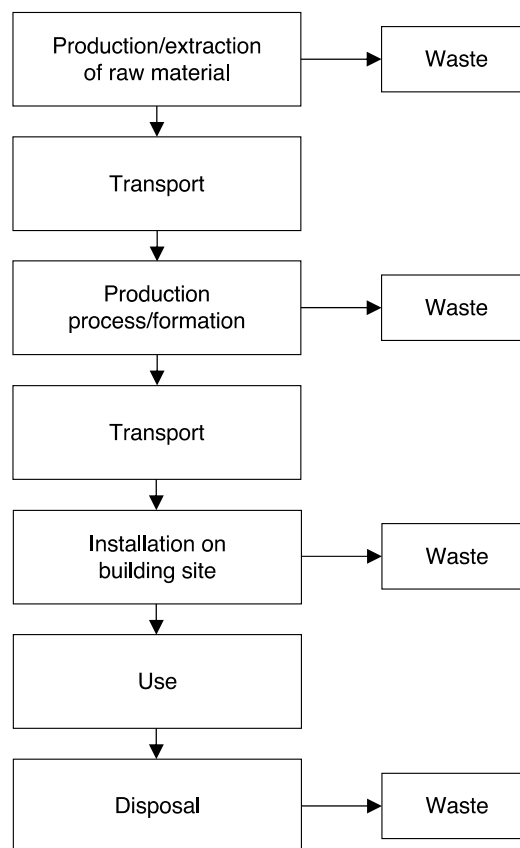 Production/extraction
of raw material
Waste
Transport
Production
process/formation
Waste
Transport
Installation on
building site
Waste
Use
Disposal
Waste